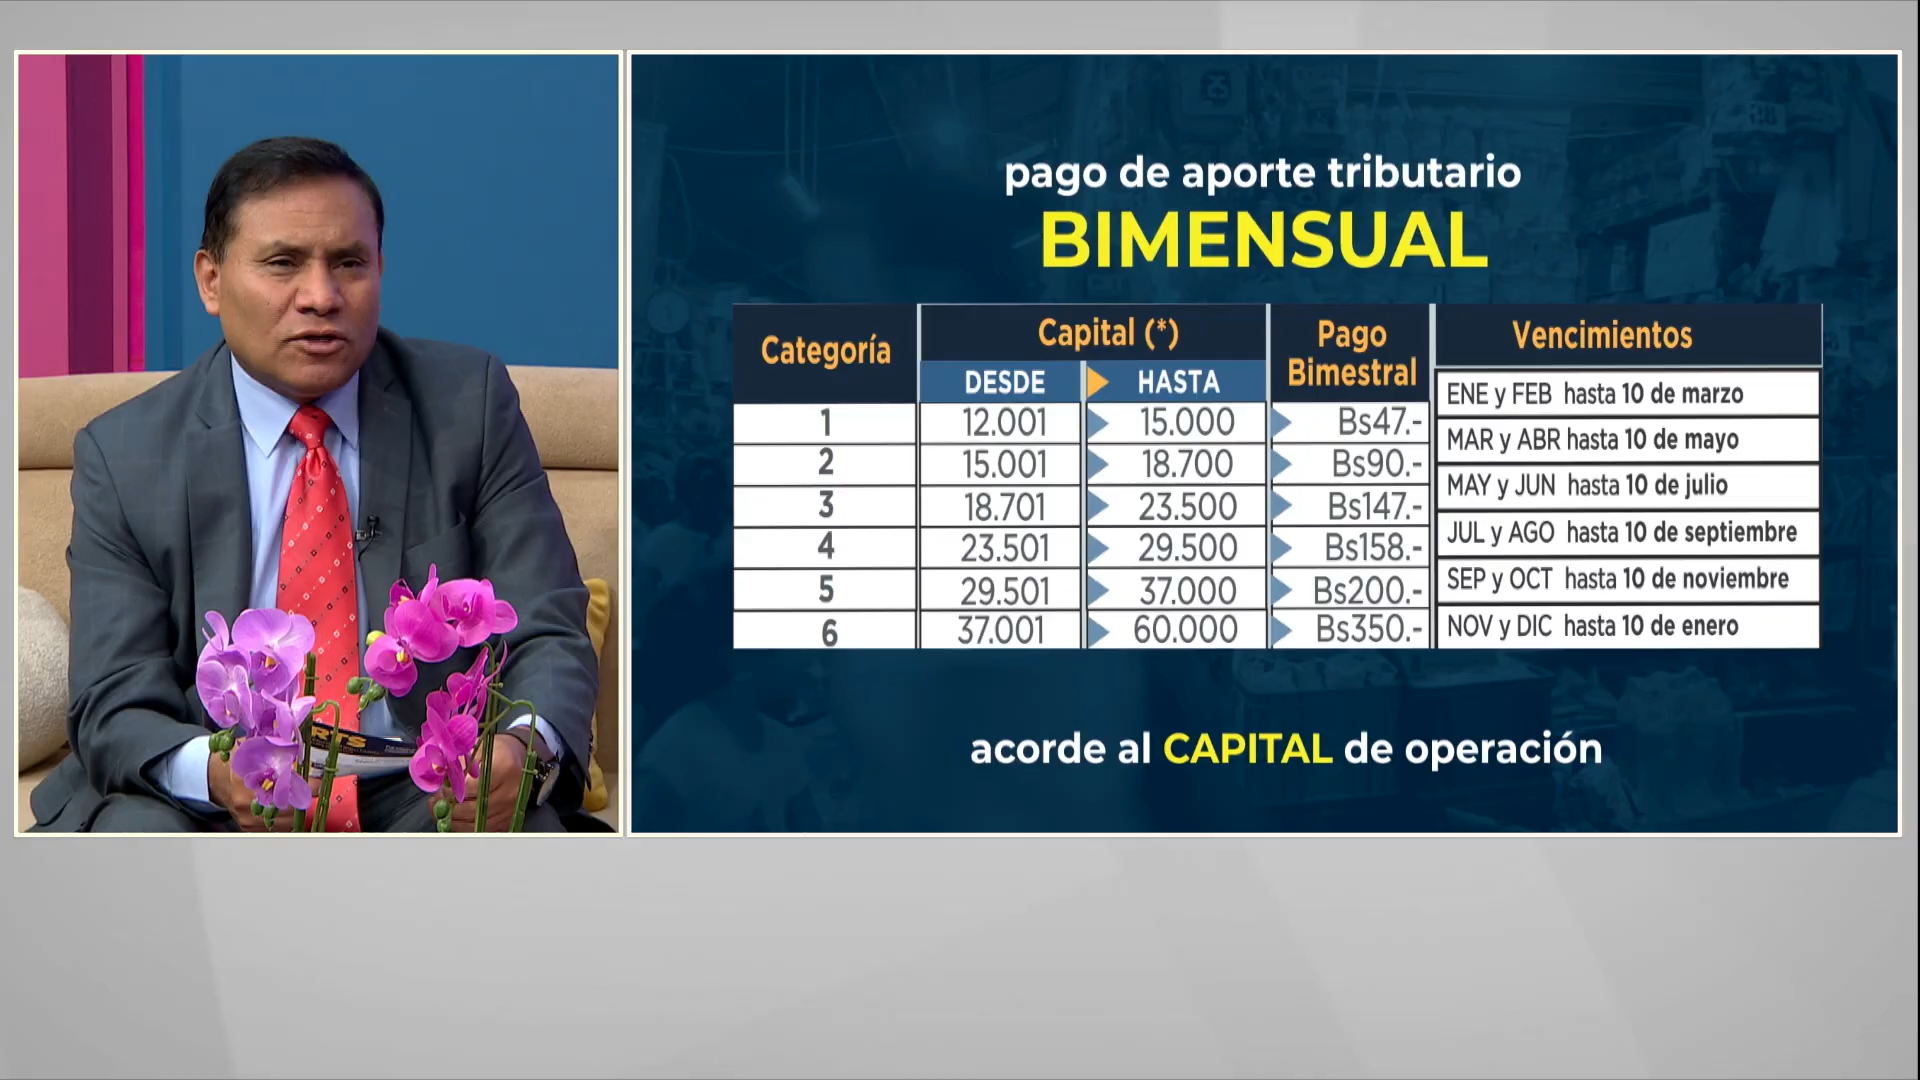 pago de aporte tributario
BIMENSUAL
Categoría Capital (*) Pago Bimestral Vencimientos
DESDE HASTA
1 12.001 15.000 Bs47.- ENE y FEB hasta 10 de marzo
2 15.001 18.700 Bs90.- MAR y ABR hasta 10 de mayo
3 18.701 23.500 Bs147.- MAY y JUN hasta 10 de julio
4 23.501 29.500 Bs158.- JUL y AGO hasta 10 de septiembre
5 29.501 37.000 Bs200.- SEP y OCT hasta 10 de noviembre
6 37.001 60.000 Bs350.- NOV y DIC hasta 10 de enero
acorde al CAPITAL de operación
RTS